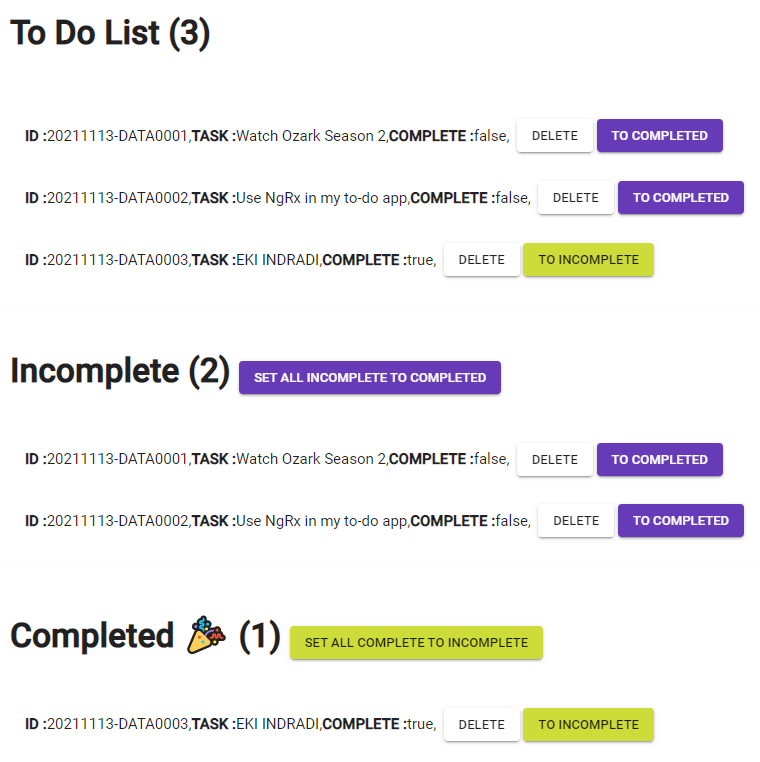 To Do List (3)
ID :20211113-DATA0001,TASK :Watch Ozark Season 2,COMPLETE :false, DELETE TO COMPLETED
ID :20211113-DATA0002,TASK :Use NgRx in my to-do app,COMPLETE :false, DELETE TO COMPLETED
ID :20211113-DATA0003,TASK :EKI INDRADI,COMPLETE :true, DELETE TO INCOMPLETE
Incomplete (2) SET ALL INCOMPLETE TO COMPLETED
ID :20211113-DATA0001,TASK :Watch Ozark Season 2,COMPLETE :false, DELETE TO COMPLETED
ID :20211113-DATA0002,TASK :Use NgRx in my to-do app,COMPLETE :false, DELETE TO COMPLETED
Completed 🎉 (1) SET ALL COMPLETE TO INCOMPLETE
ID :20211113-DATA0003,TASK :EKI INDRADI,COMPLETE :true, DELETE TO INCOMPLETE